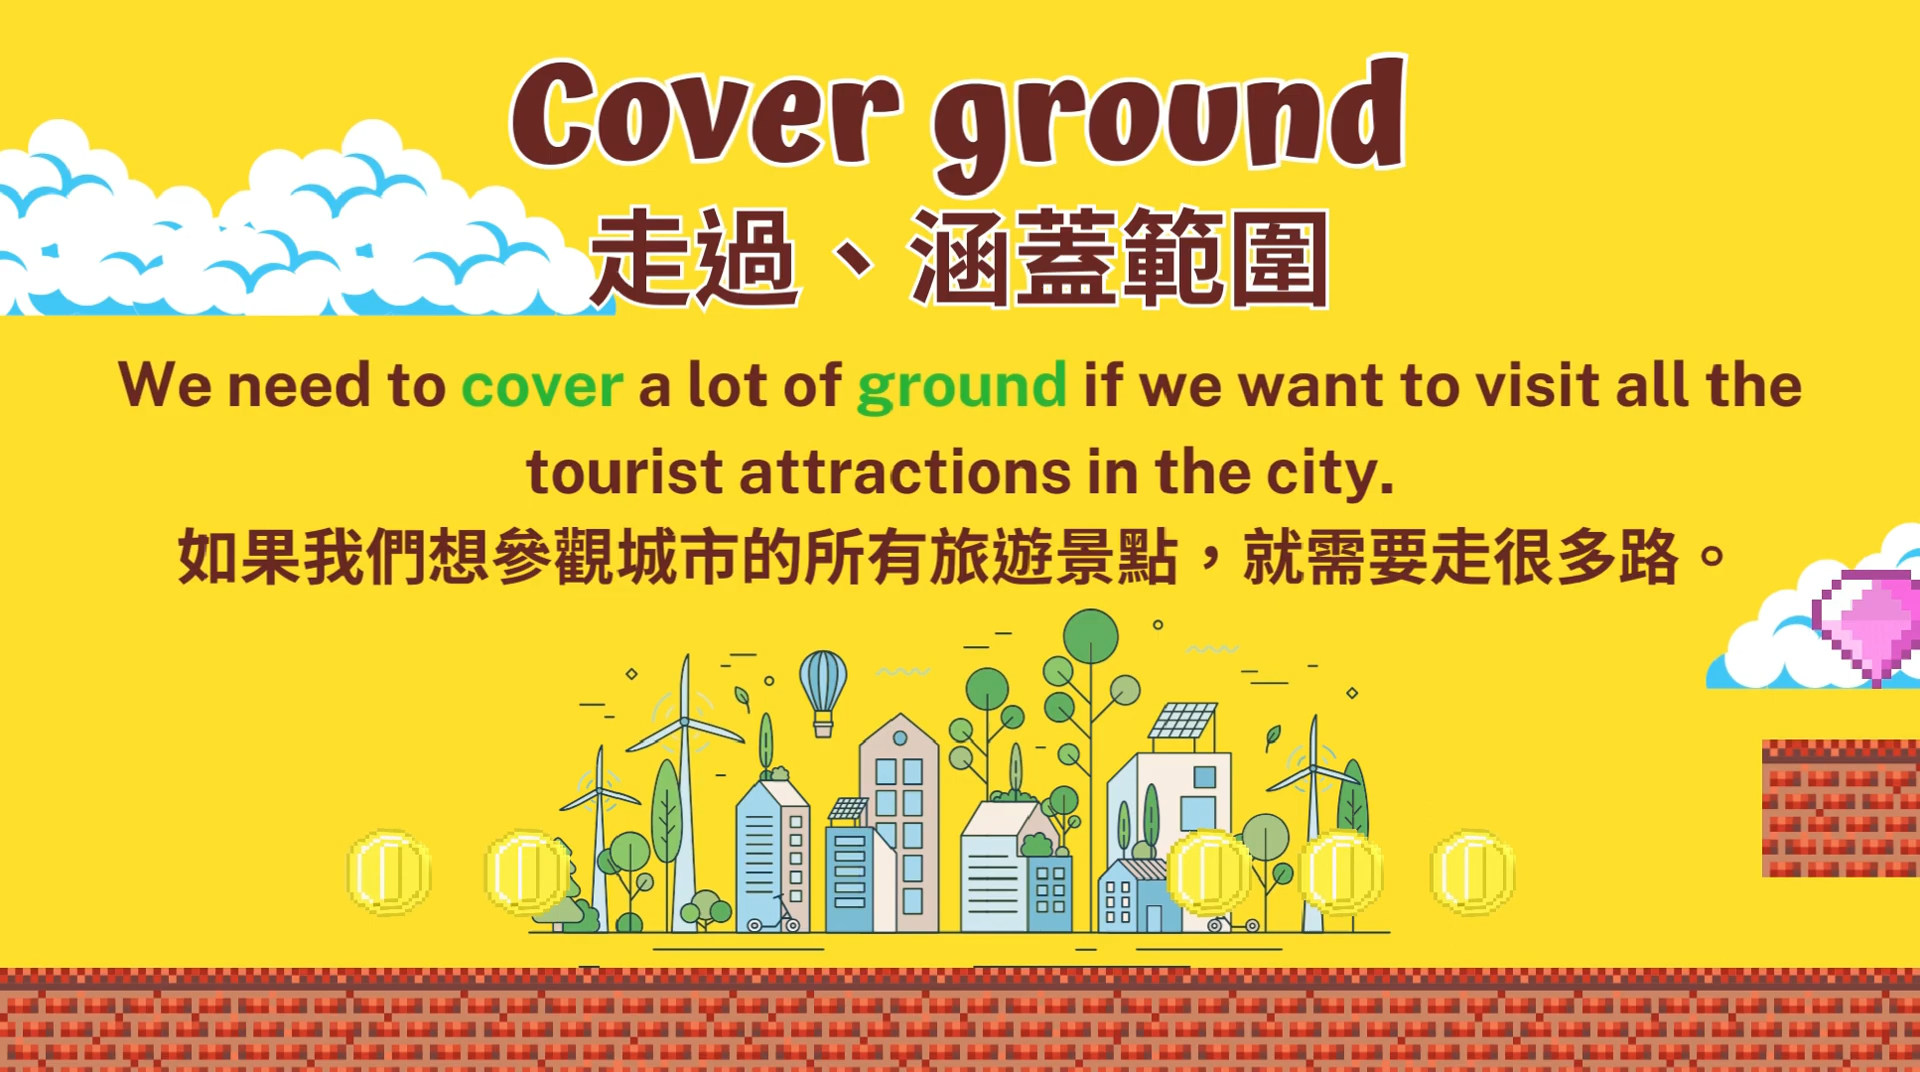 Cover ground
走過、涵蓋範圍
We need to cover a lot of ground if we want to visit all the
tourist attractions in the city.
如果我們想參觀城市的所有旅遊景點，就需要走很多路。